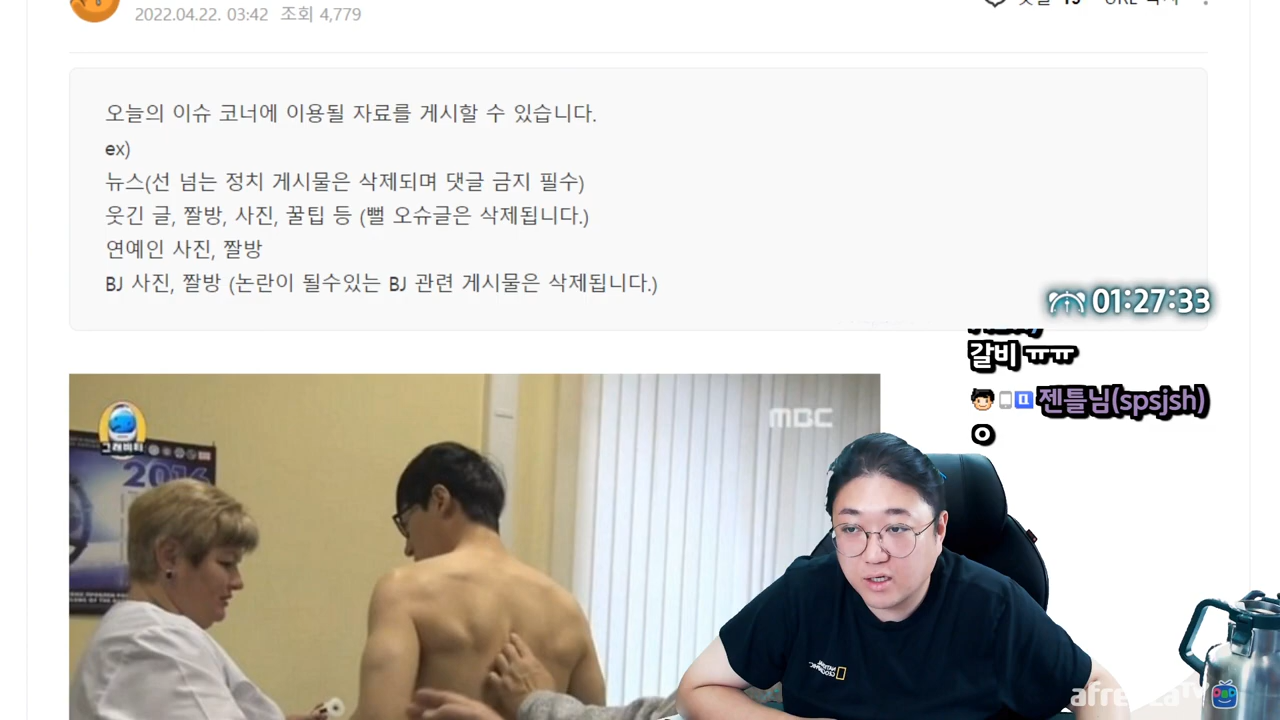 2022.04.22. 03:42 조회 4,779
오늘의 이슈 코너에 이용될 자료를 게시할 수 있습니다.
ex)
뉴스(선 넘는 정치 게시물은 삭제되며 댓글 금지 필수)
웃긴 글, 짤방, 사진, 꿀팁 등 (뻘 오슈글은 삭제됩니다.)
연예인 사진, 짤방
BJ 사진, 짤방 (논란이 될수있는 BJ 관련 게시물은 삭제됩니다.)
01:27:33
갈비 ㅠㅠ
젠틀님(spsjsh)
ㅇ
MBC
2016
afreecaTV